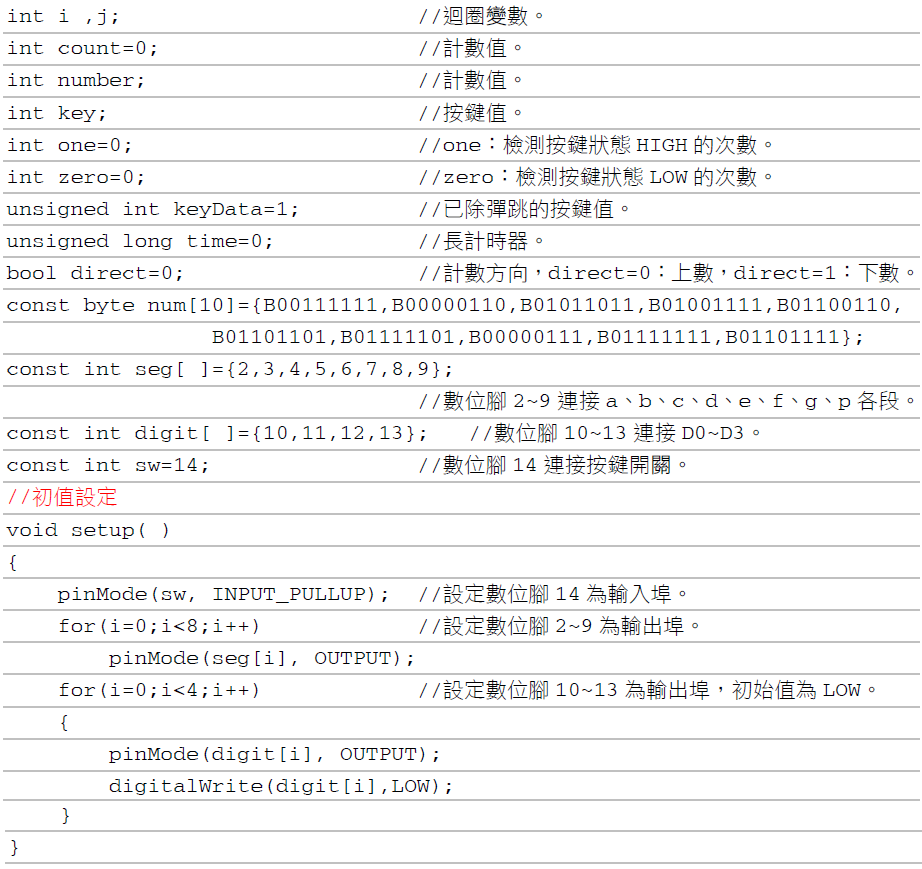 int i ,j; //迴圈變數。
int count=0; //計數值。
int number; //計數值。
int key; //按鍵值。
int one=0; //one：檢測按鍵狀態 HIGH 的次數。
int zero=0; //zero：檢測按鍵狀態 LOW 的次數。
unsigned int keyData=1; //已除彈跳的按鍵值。
unsigned long time=0; //長計時器。
bool direct=0; //計數方向，direct=0：上數，direct=1：下數。
const byte num[10]={B00111111,B00000110,B01011011,B01001111,B01100110,
B01101101,B01111101,B00000111,B01111111,B01101111};
const int seg[ ]={2,3,4,5,6,7,8,9};
//數位腳 2~9 連接 a、b、c、d、e、f、g、p 各段。
const int digit[ ]={10,11,12,13}; //數位腳 10~13 連接 D0~D3。
const int sw=14; //數位腳 14 連接按鍵開關。
//初值設定
void setup( )
{
pinMode(sw, INPUT_PULLUP); //設定數位腳 14 為輸入埠。
for(i=0;i<8;i++) //設定數位腳 2~9 為輸出埠。
pinMode(seg[i], OUTPUT);
for(i=0;i<4;i++) //設定數位腳 10~13 為輸出埠，初始值為 LOW。
{
pinMode(digit[i], OUTPUT);
digitalWrite(digit[i],LOW);
}
}